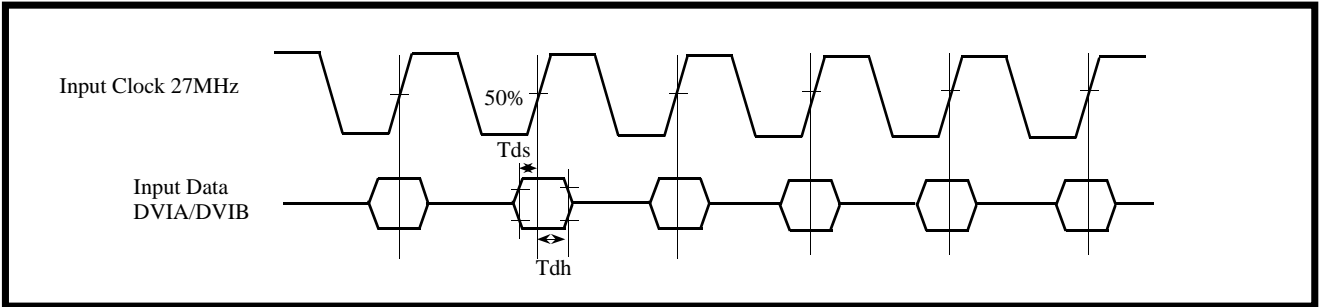 Input Clock 27MHz
50%
Tds
Input Data
DVIA/DVIB
Tdh